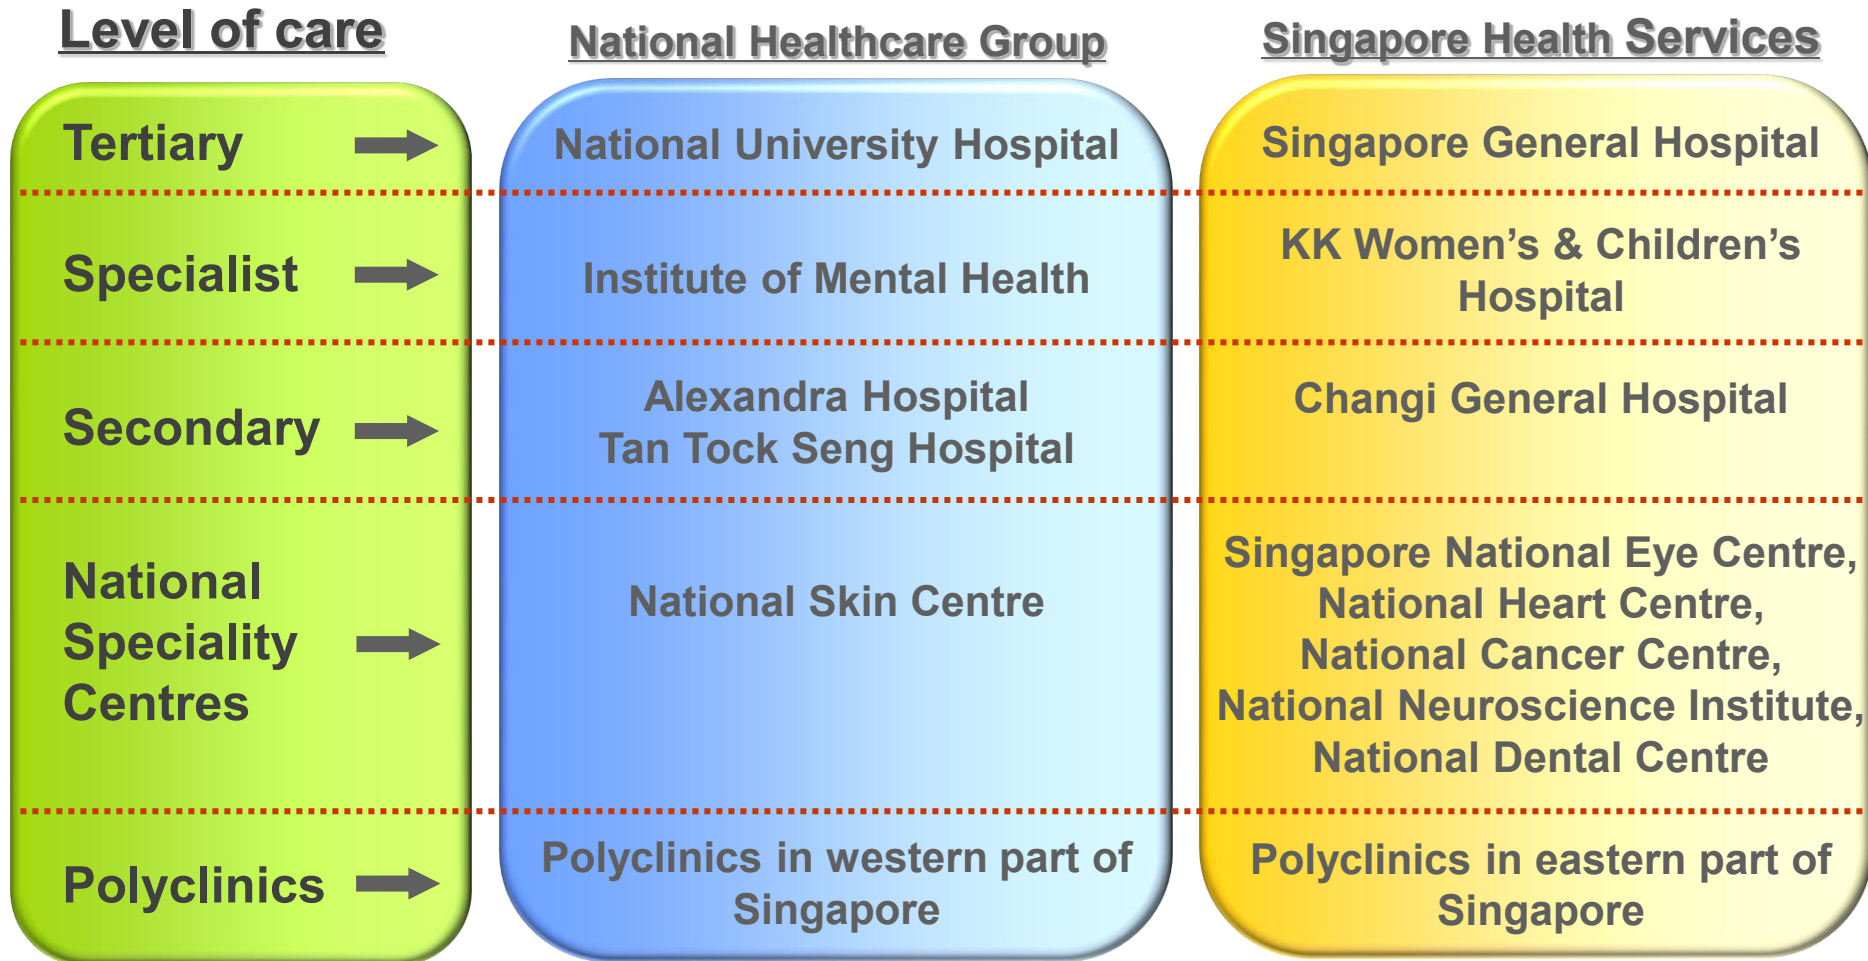 Level of care
National Healthcare Group
Singapore Health Services
Tertiary
National University Hospital
Singapore General Hospital
Specialist
Institute of Mental Health
KK Women’s & Children’s
Hospital
Secondary
Alexandra Hospital
Tan Tock Seng Hospital
Changi General Hospital
National
Speciality
Centres
National Skin Centre
Singapore National Eye Centre,
National Heart Centre,
National Cancer Centre,
National Neuroscience Institute,
National Dental Centre
Polyclinics
Polyclinics in western part of
Singapore
Polyclinics in eastern part of
Singapore